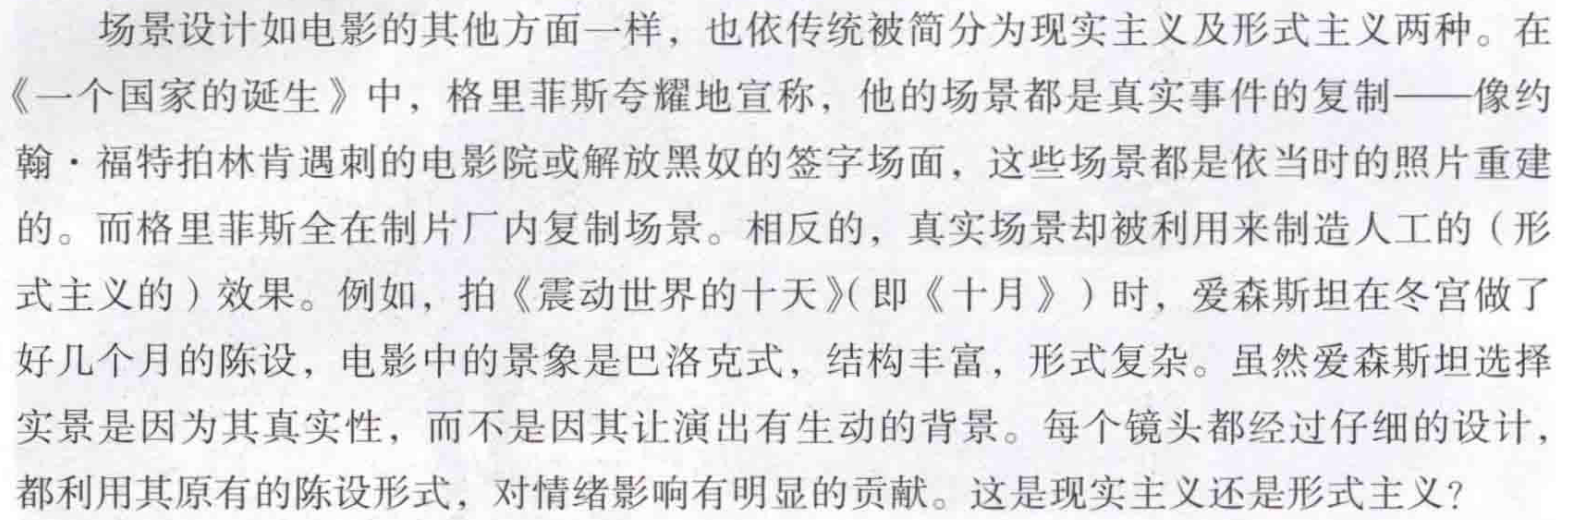 场景设计如电影的其他方面一样，也依传统被简分为现实主义及形式主义两种。在
《一个国家的诞生》中，格里菲斯夸耀地宣称，他的场景都是真实事件的复制——像约
翰·福特拍林肯遇刺的电影院或解放黑奴的签字场面，这些场景都是依当时的照片重建
的。而格里菲斯全在制片厂内复制场景。相反的，真实场景却被利用来制造人工的（形
式主义的）效果。例如，拍《震动世界的十天》（即《十月》）时，爱森斯坦在冬宫做了
好几个月的陈设，电影中的景象是巴洛克式，结构丰富，形式复杂。虽然爱森斯坦选择
实景是因为其真实性，而不是因其让演出有生动的背景。每个镜头都经过仔细的设计，
都利用其原有的陈设形式，对情绪影响有明显的贡献。这是现实主义还是形式主义？